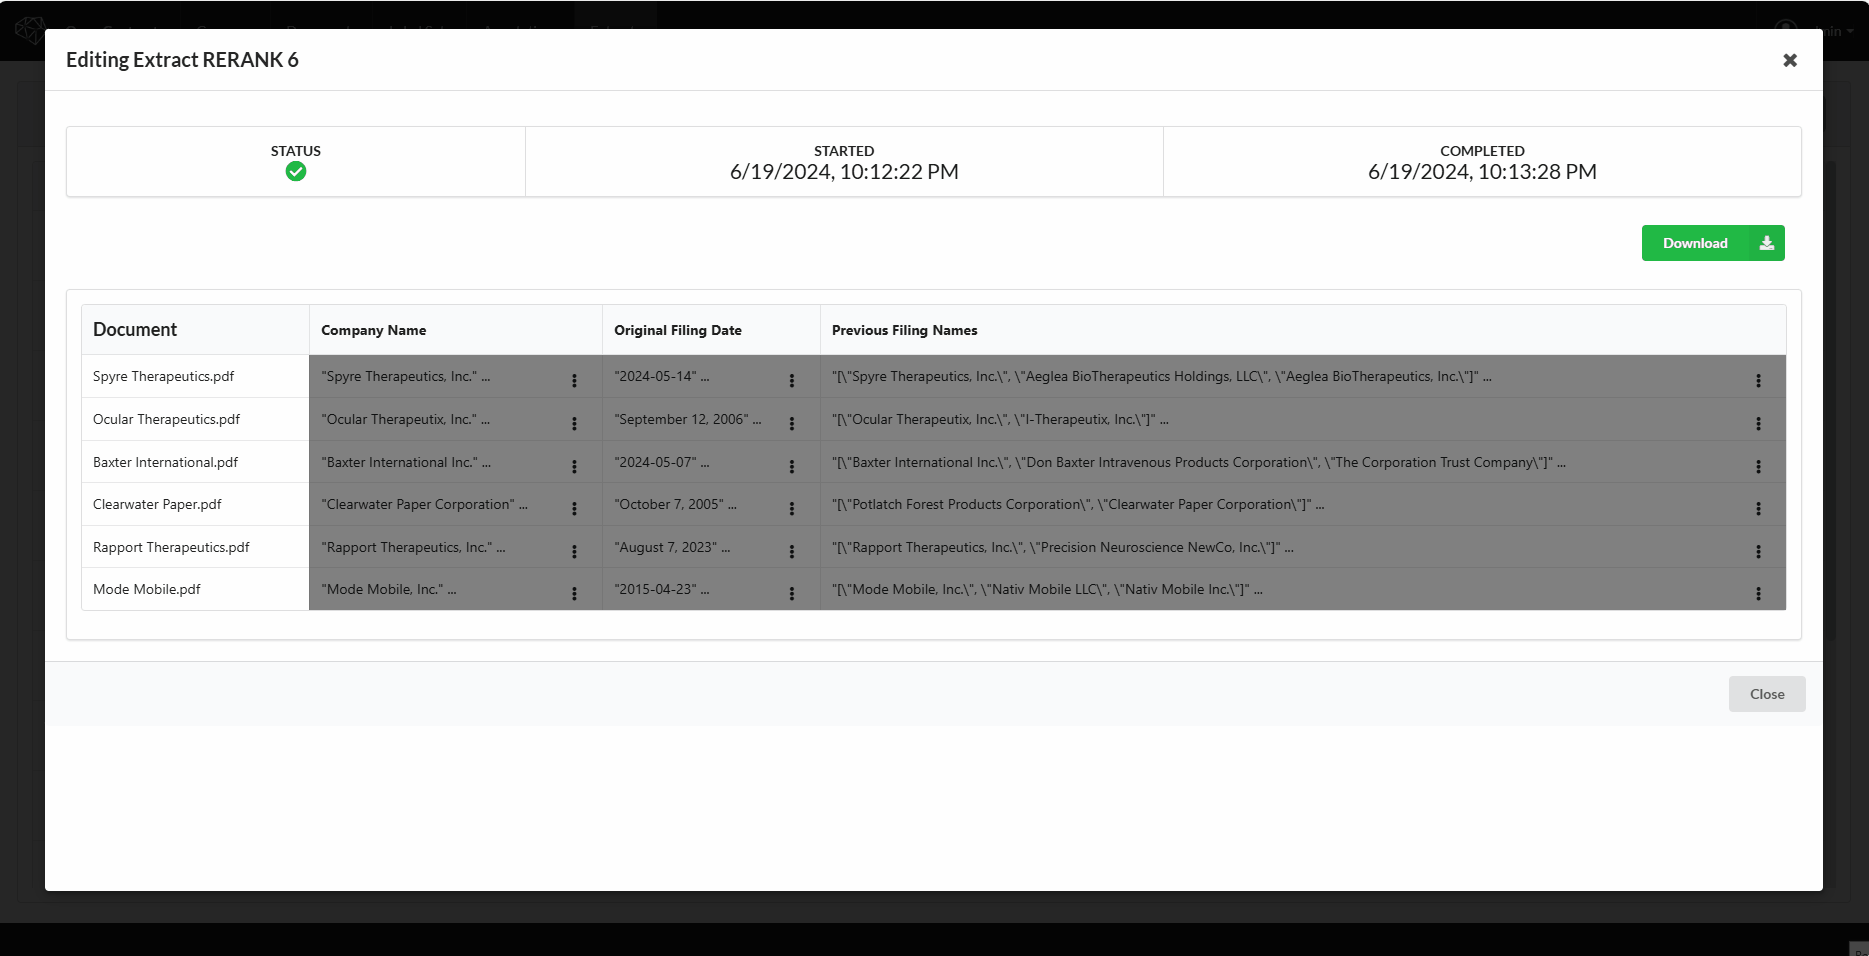 Editing Extract RERANK 6
STATUS
STARTED
6/19/2024, 10:12:22 PM
COMPLETED
6/19/2024, 10:13:28 PM
Download
Document Company Name Original Filing Date Previous Filing Names
Spyre Therapeutics.pdf "Spyre Therapeutics, Inc." ... "2024-05-14" ... "[\"Spyre Therapeutics, Inc.\", \"Aeglea BioTherapeutics Holdings, LLC\", \"Aeglea BioTherapeutics, Inc.\"]" ...
Ocular Therapeutics.pdf "Ocular Therapeutix, Inc." ... "September 12, 2006" ... "[\"Ocular Therapeutix, Inc.\", \"I-Therapeutix, Inc.\"]" ...
Baxter International.pdf "Baxter International Inc." ... "2024-05-07" ... "[\"Baxter International Inc.\", \"Don Baxter Intravenous Products Corporation\", \"The Corporation Trust Company\"]" ...
Clearwater Paper.pdf "Clearwater Paper Corporation" ... "October 7, 2005" ... "[\"Potlatch Forest Products Corporation\", \"Clearwater Paper Corporation\"]" ...
Rapport Therapeutics.pdf "Rapport Therapeutics, Inc." ... "August 7, 2023" ... "[\"Rapport Therapeutics, Inc.\", \"Precision Neuroscience NewCo, Inc.\"]" ...
Mode Mobile.pdf "Mode Mobile, Inc." ... "2015-04-23" ... "[\"Mode Mobile, Inc.\", \"Nativ Mobile LLC\", \"Nativ Mobile Inc.\"]" ...
Close